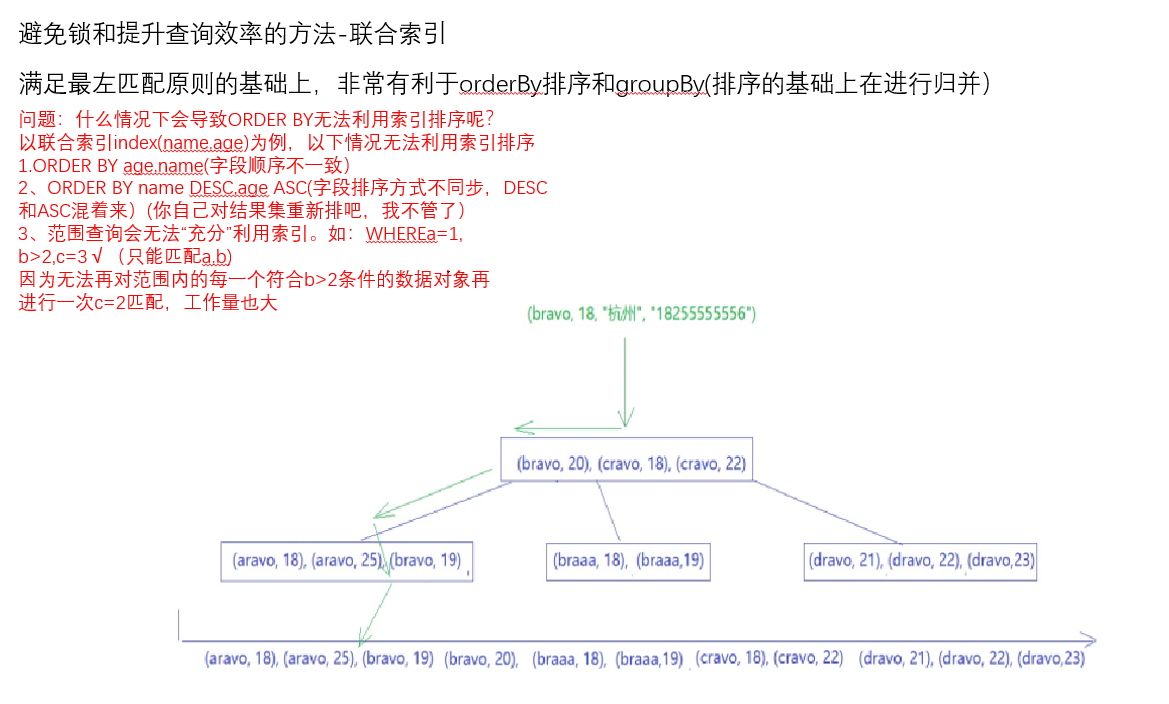 避免锁和提升查询效率的方法-联合索引
满足最左匹配原则的基础上，非常有利于orderBy排序和groupBy(排序的基础上在进行归并）
问题：什么情况下会导致ORDER BY无法利用索引排序呢?
以联合索引index(name,age)为例，以下情况无法利用索引排序
1.ORDER BY age,name(字段顺序不一致）
2、ORDER BY name DESC,age ASC(字段排序方式不同步，DESC
和ASC混着来）(你自己对结果集重新排吧，我不管了）
3、范围查询会无法“充分”利用索引。如：WHEREa=1,
b>2,c=3 √ （只能匹配a,b)
因为无法再对范围内的每一个符合b>2条件的数据对象再
进行一次c=2匹配，工作量也大
(bravo, 18, "杭州", "18255555556")
(bravo, 20), (cravo, 18), (cravo, 22)
(aravo, 18), (aravo, 25), (bravo, 19) ,
(braaa, 18), (braaa,19)
(dravo, 21), (dravo, 22), (dravo,23)
(aravo, 18), (aravo, 25), (bravo, 19) (bravo, 20), (braaa, 18), (braaa,19) , (cravo, 18), (cravo, 22) (dravo, 21), (dravo, 22), (dravo,23)